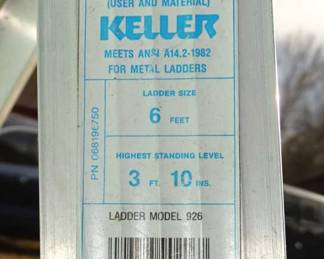 (USER AND MATERIAL)
KELLER
MEETS ANSI A14.2-1982
FOR METAL LADDERS
LADDER SIZE
6 FEET
HIGHEST STANDING LEVEL
3 FT. 10 INS.
PN 068196750
LADDER MODEL 926